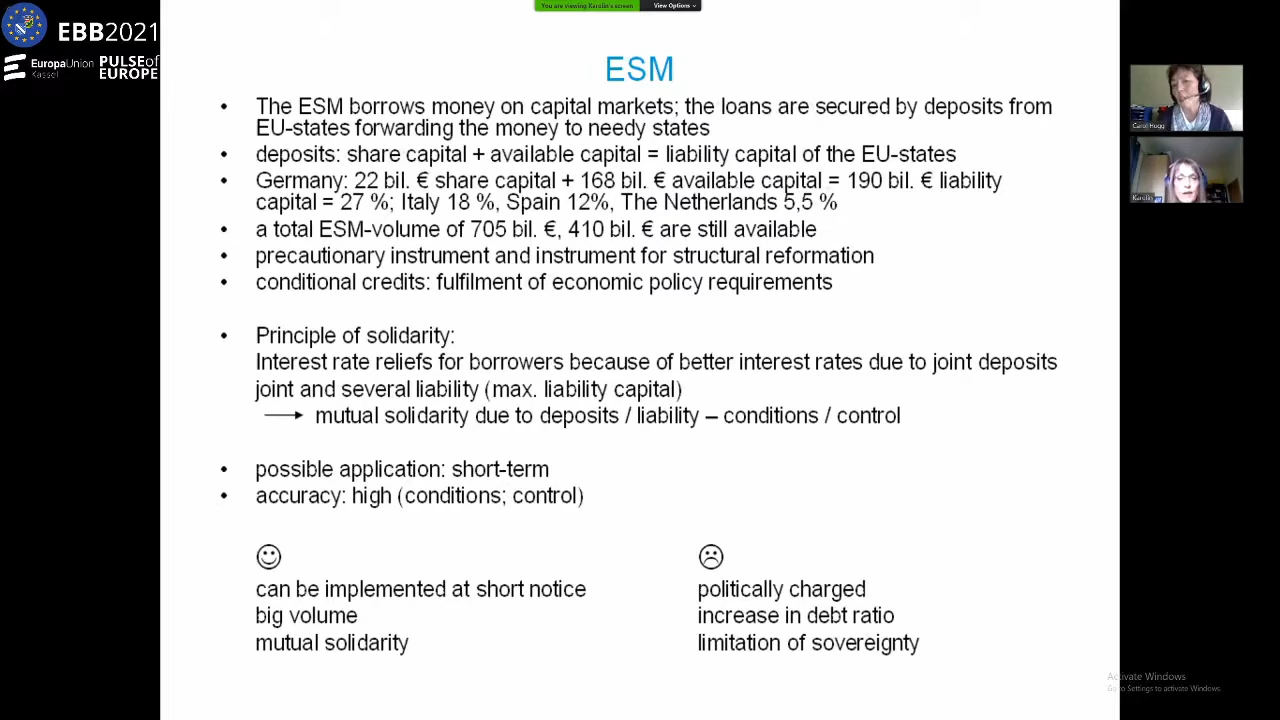 You are viewing Karolin's screen
View Options
EBB2021
EuropaUnion
Kassel
PULSEof
EUROPE
ESM
• The ESM borrows money on capital markets; the loans are secured by deposits from
EU-states forwarding the money to needy states
• deposits: share capital + available capital = liability capital of the EU-states
• Germany: 22 bil. € share capital + 168 bil. € available capital = 190 bil. € liability
capital = 27 %; Italy 18 %, Spain 12%, The Netherlands 5,5 %
• a total ESM-volume of 705 bil. €, 410 bil. € are still available
• precautionary instrument and instrument for structural reformation
• conditional credits: fulfilment of economic policy requirements
• Principle of solidarity:
Interest rate reliefs for borrowers because of better interest rates due to joint deposits
joint and several liability (max. liability capital)
→ mutual solidarity due to deposits / liability – conditions / control
• possible application: short-term
• accuracy: high (conditions; control)
☺
can be implemented at short notice
big volume
mutual solidarity
☹
politically charged
increase in debt ratio
limitation of sovereignty
Carol Hugg
Karolin
Activate Windows
Go to Settings to activate Windows.